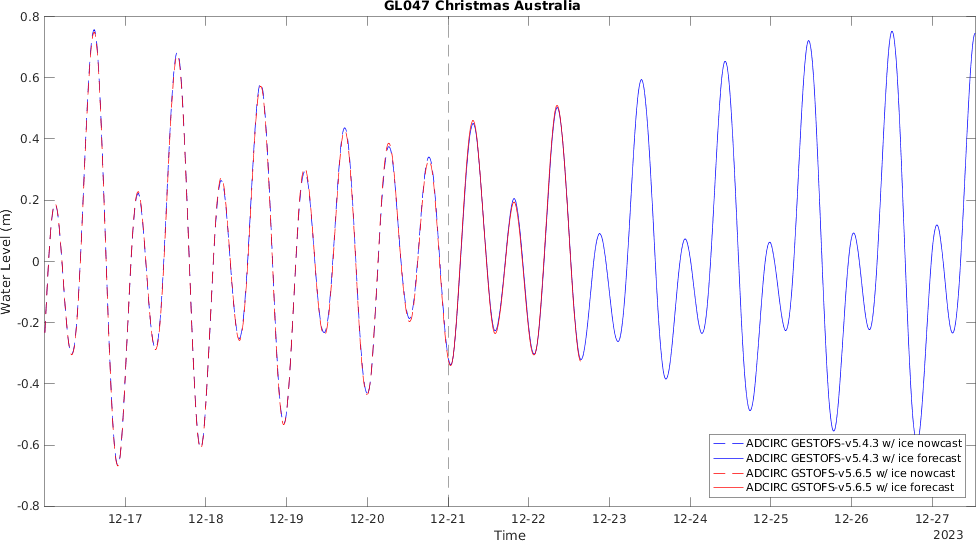 GL047 Christmas Australia
0.8
0.6
0.4
0.2
0
-0.2
-0.4
-0.6
-0.8
Water Level (m)
12-17 12-18 12-19 12-20 12-21 12-22 12-23 12-24 12-25 12-26 12-27
Time
2023
ADCIRC GESTOFS-v5.4.3 w/ ice nowcast
ADCIRC GESTOFS-v5.4.3 w/ ice forecast
ADCIRC GSTOFS-v5.6.5 w/ ice nowcast
ADCIRC GSTOFS-v5.6.5 w/ ice forecast